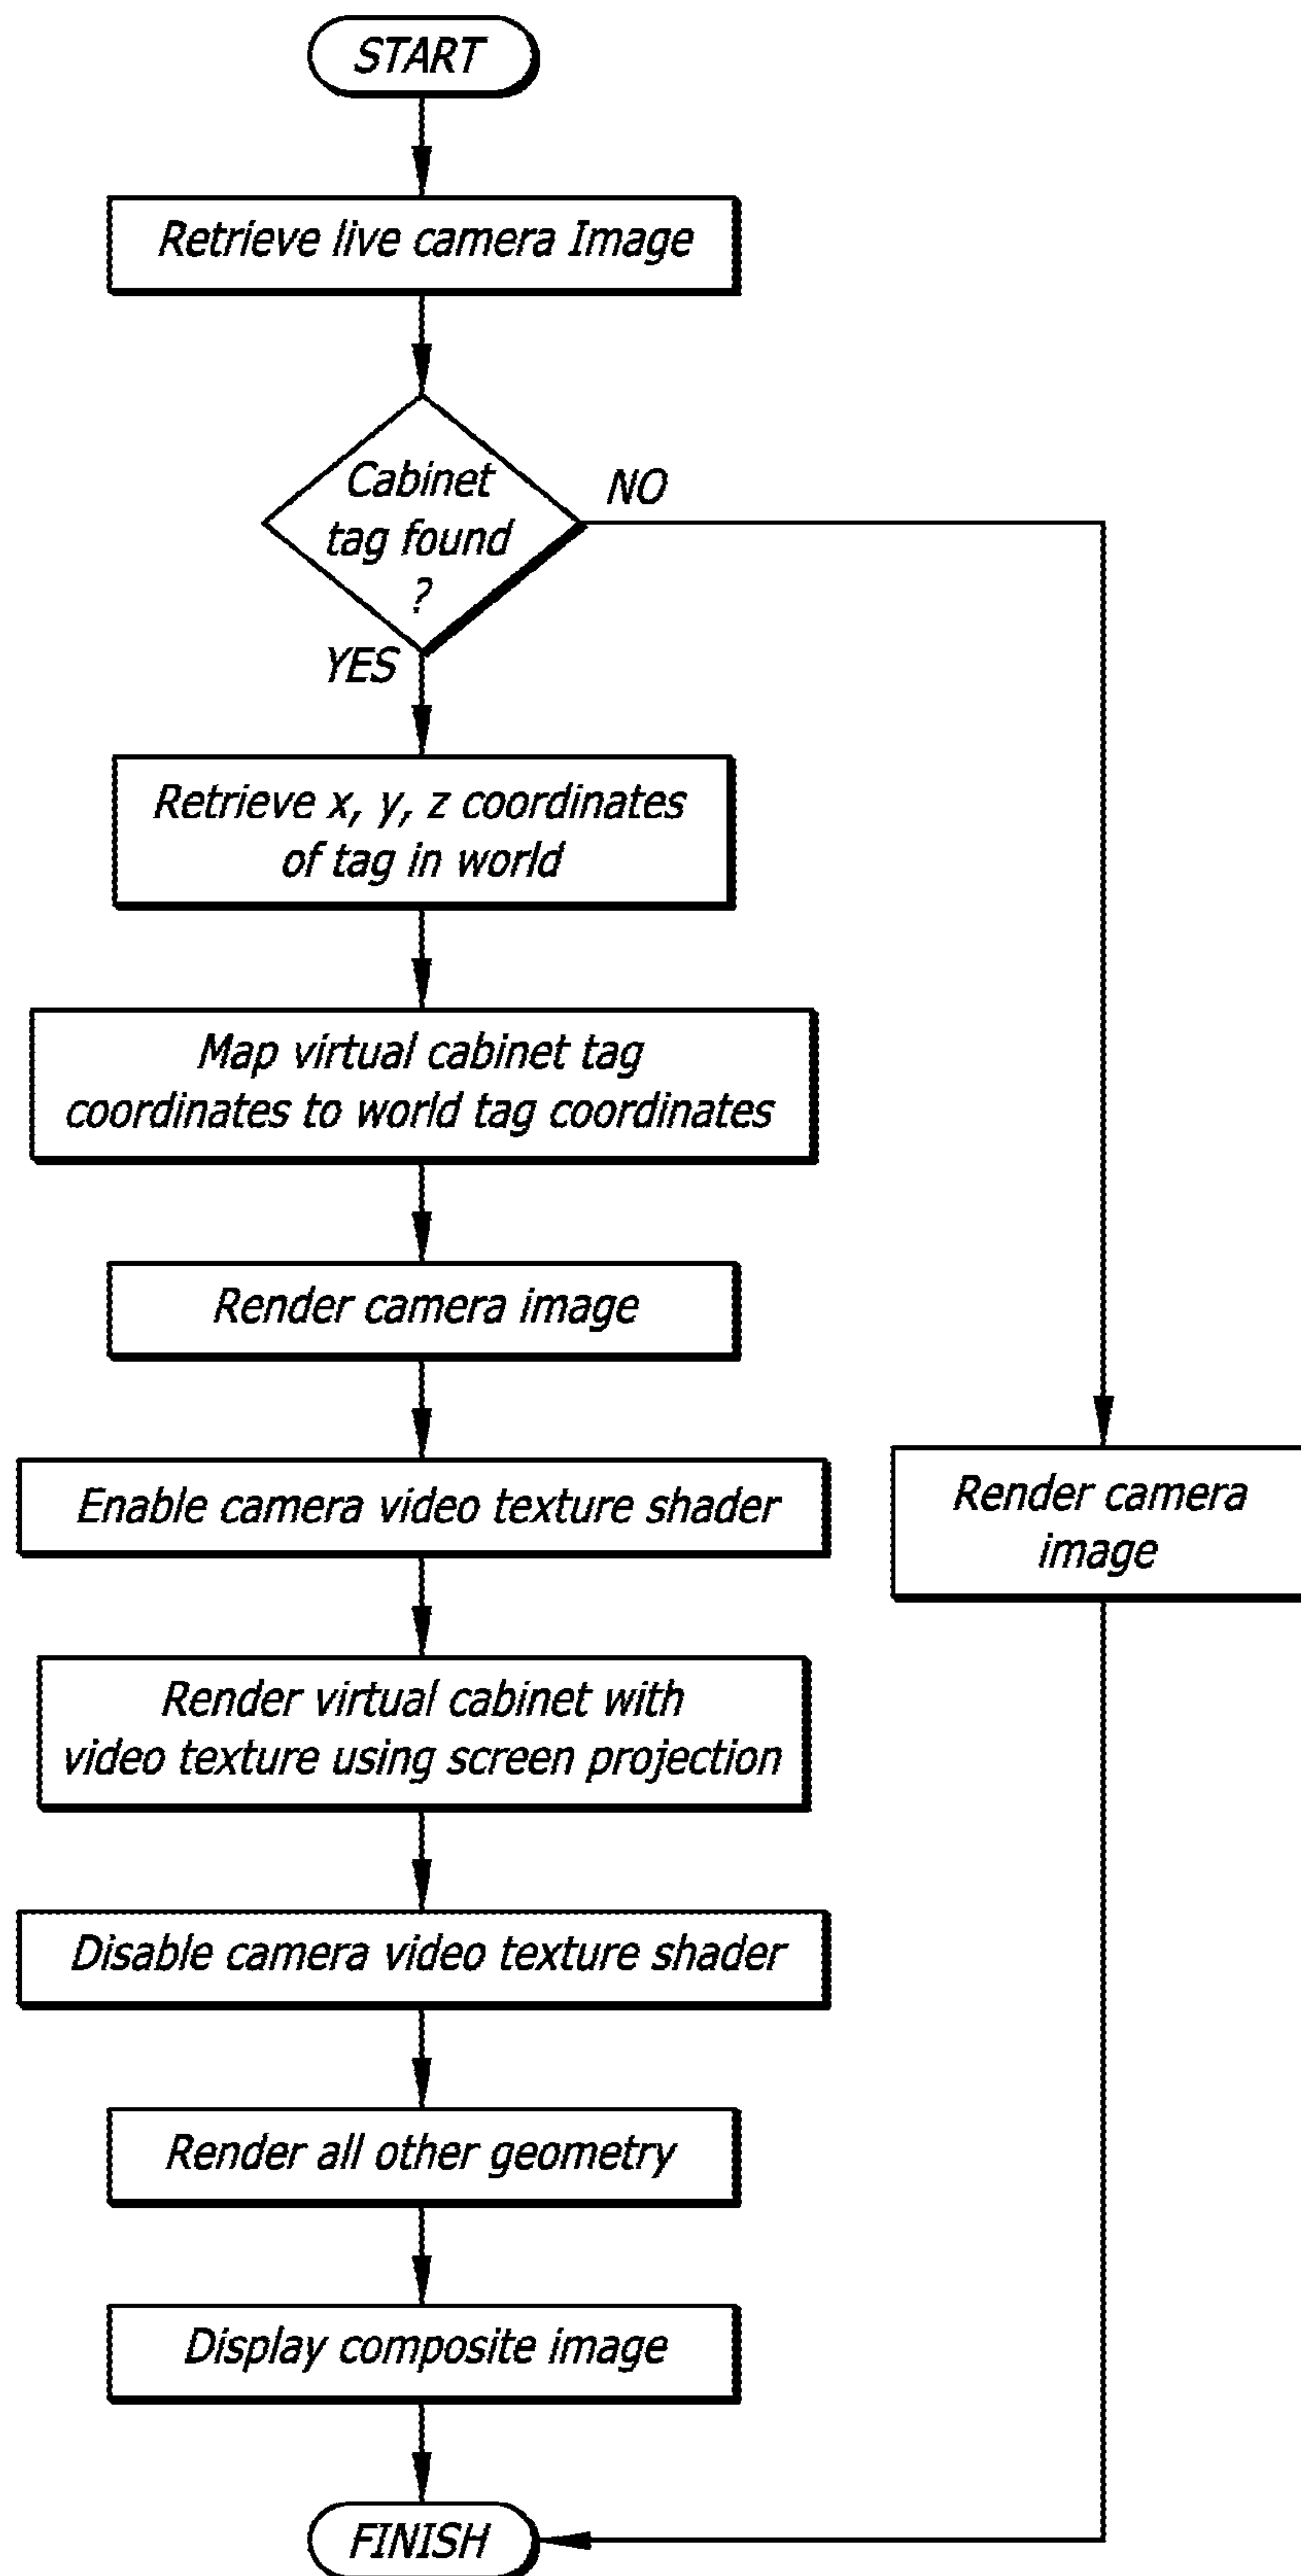 START
Retrieve live camera Image
Cabinet
tag found
?
NO
YES
Retrieve x, y, z coordinates
of tag in world
Map virtual cabinet tag
coordinates to world tag coordinates
Render camera image
Enable camera video texture shader
Render camera
image
Render virtual cabinet with
video texture using screen projection
Disable camera video texture shader
Render all other geometry
Display composite image
FINISH